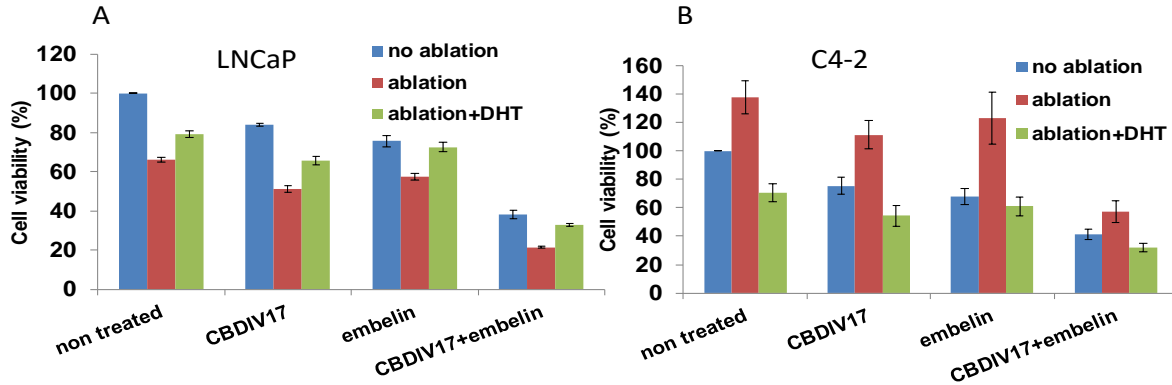 A
LNCaP
Cell viability (%)
120
100
80
60
40
20
0
no ablation
ablation
ablation+DHT
non treated
CBDIV17
embelin
CBDIV17+embelin
B
C4-2
Cell viability (%)
160
140
120
100
80
60
40
20
0
no ablation
ablation
ablation+DHT
non treated
CBDIV17
embelin
CBDIV17+embelin